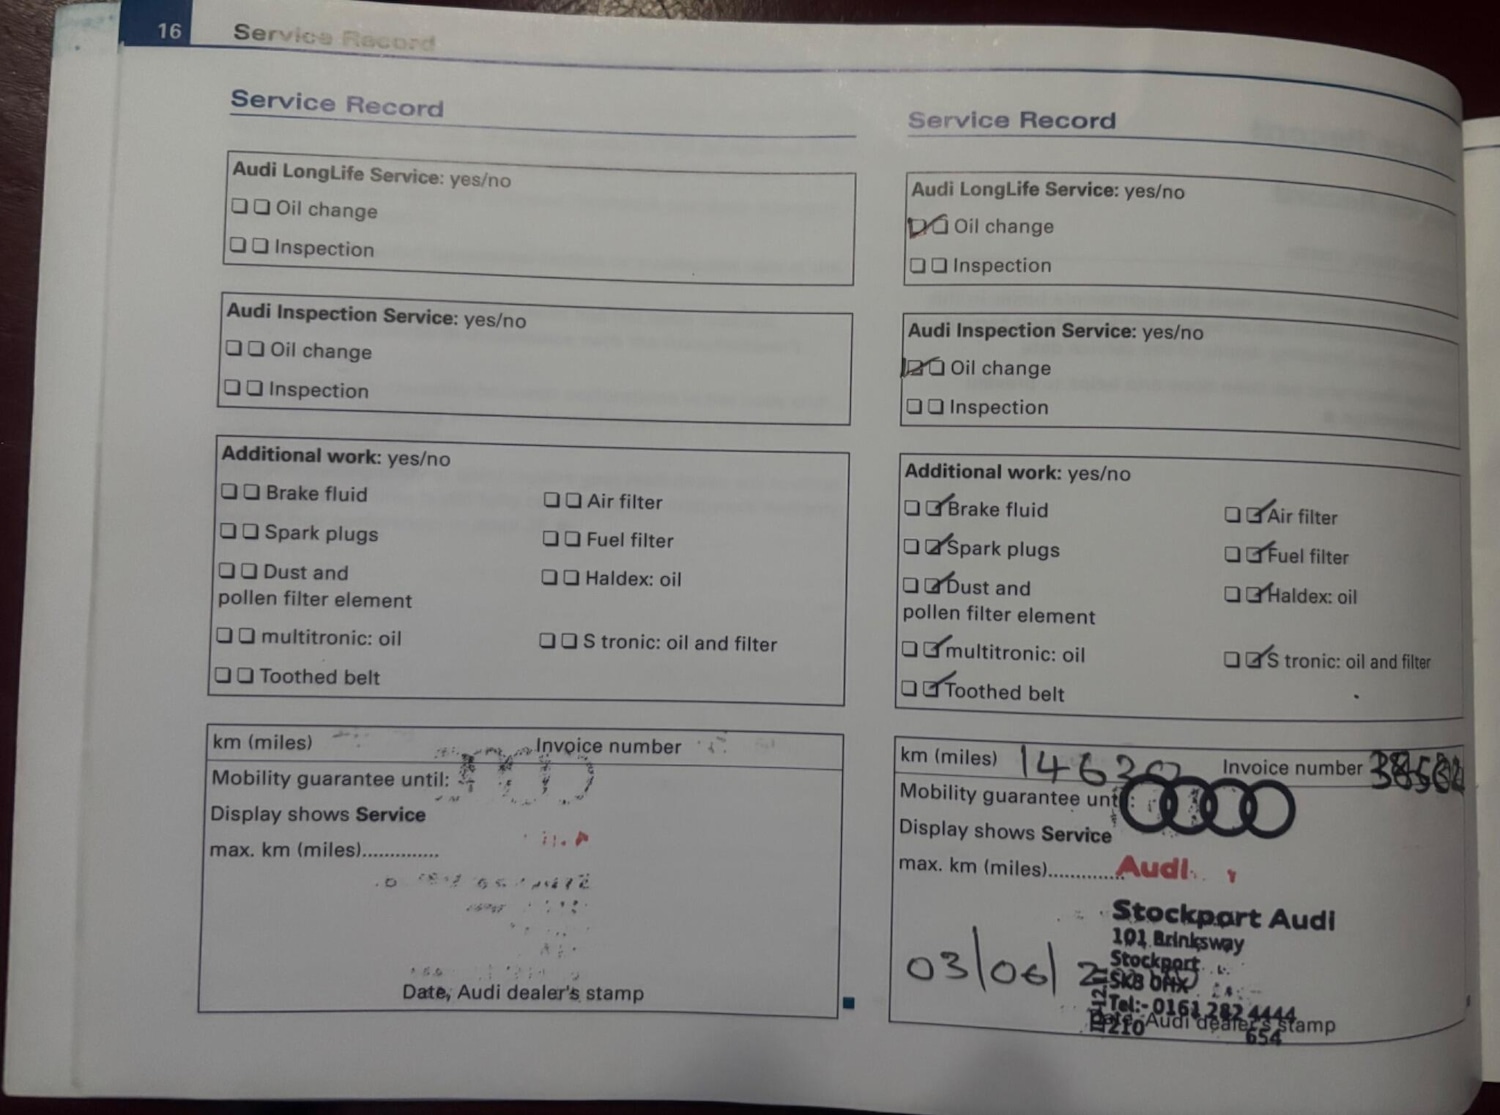 16 Service Record
Service Record
Audi LongLife Service: yes/no
Oil change
Inspection
Audi Inspection Service: yes/no
Oil change
Inspection
Additional work: yes/no
Brake fluid
Air filter
Spark plugs
Fuel filter
Dust and
pollen filter element
Haldex: oil
multitronic: oil
S tronic: oil and filter
Toothed belt
km (miles)
Invoice number
Mobility guarantee until:
Display shows Service
max. km (miles)..............
Date, Audi dealer's stamp
Service Record
Audi LongLife Service: yes/no
Oil change
Inspection
Audi Inspection Service: yes/no
Oil change
Inspection
Additional work: yes/no
Brake fluid
Air filter
Spark plugs
Fuel filter
Dust and
pollen filter element
Haldex: oil
multitronic: oil
S tronic: oil and filter
Toothed belt
km (miles) 14630
Invoice number
Mobility guarantee
Display shows Service
max. km (miles)..............
Audi
Stockport Audi
101 Brinksway
Stockport
03/06/
Tel:- 0161 282 4444
Audi dealer's stamp
210
654